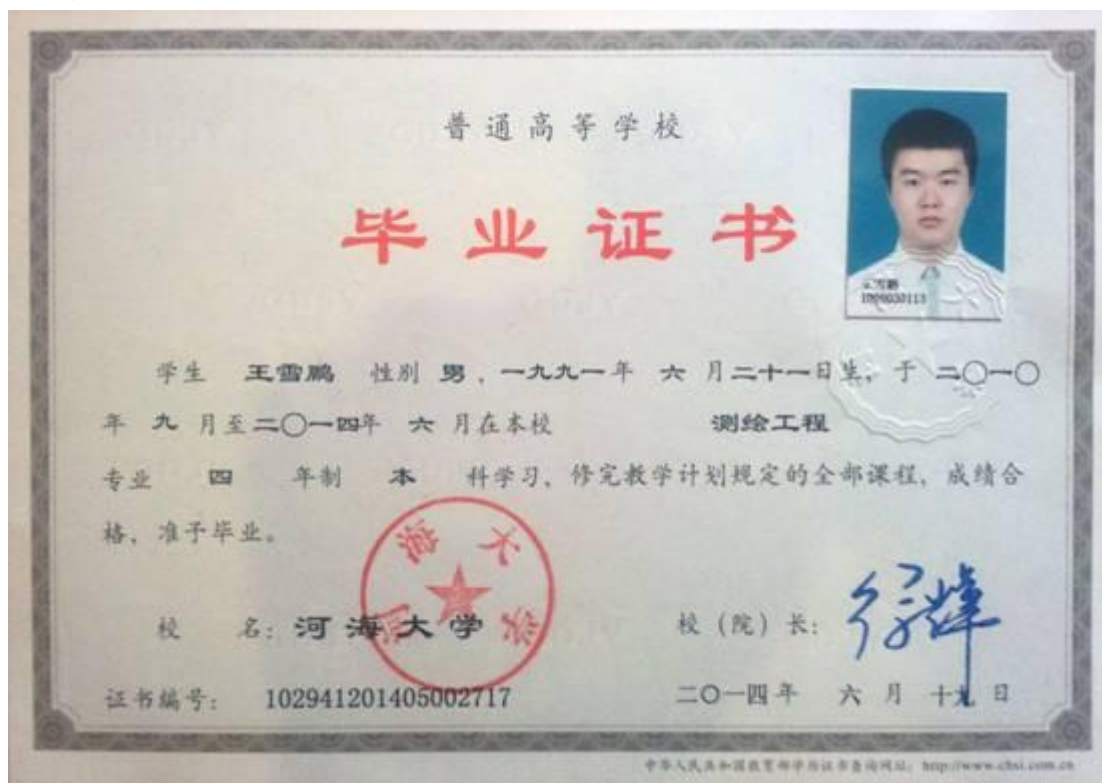 普通高等学校
毕业证书
1006030113
学生 王雪鹏 性别 男，一九九一年 六 月二十一日生，于 二〇一〇
年 九 月至二〇一四年 六 月在本校 测绘工程
专业 四 年制 本 科学习，修完教学计划规定的全部课程，成绩合
格，准予毕业。
河海大学
校 名：河海大学 校（院）长：
证书编号： 102941201405002717 二〇一四年 六 月 十九 日
中华人民共和国教育部学历证书查询网址：http://www.chsi.com.cn